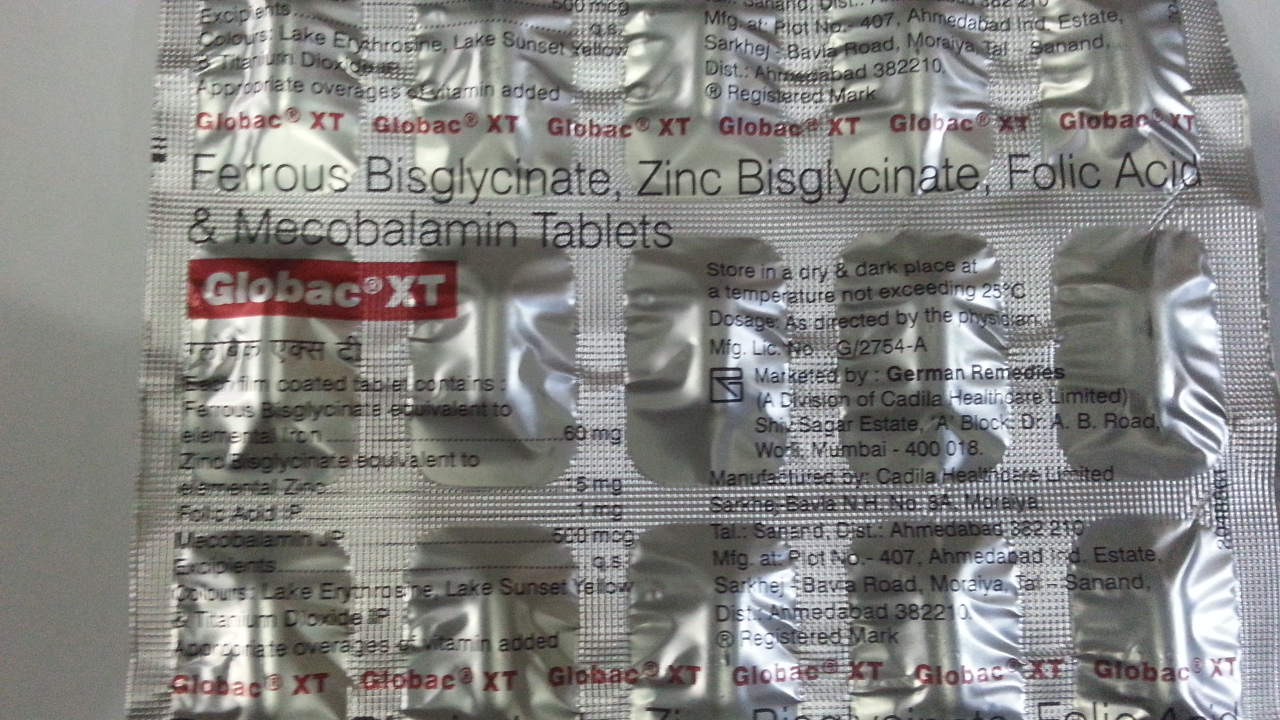 500 mcg
Excipients q.s.
Colours: Lake Erythrosine, Lake Sunset Yellow
& Titanium Dioxide IP
Appropriate overages of vitamin added
Mfg. at: Plot No.- 407, Ahmedabad Ind. Estate,
Sarkhej - Bavla Road, Moraiya, Tal - Sanand,
Dist.: Ahmedabad 382210.
® Registered Mark
Globac® XT Globac® XT Globac® XT Globac® XT Globac® XT Globac® XT
Ferrous Bisglycinate, Zinc Bisglycinate, Folic Acid
& Mecobalamin Tablets
Globac® XT
ग्लोबैक एक्स टी
Each film coated tablet contains :
Ferrous Bisglycinate equivalent to
elemental Iron 60 mg
Zinc Bisglycinate equivalent to
elemental Zinc 15 mg
Folic Acid IP 1 mg
Mecobalamin JP 500 mcg
Excipients q.s.
Colours: Lake Erythrosine, Lake Sunset Yellow
& Titanium Dioxide IP
Appropriate overages of vitamin added
Store in a dry & dark place at
a temperature not exceeding 25°C
Dosage: As directed by the physician.
Mfg. Lic. No.: G/2754-A
Marketed by : German Remedies
(A Division of Cadila Healthcare Limited)
Shiv Sagar Estate, 'A' Block, Dr. A. B. Road,
Worli, Mumbai - 400 018.
Manufactured by: Cadila Healthcare Limited
Sarkhej-Bavla N.H. No. 8A, Moraiya.
Tal.: Sanand, Dist.: Ahmedabad 382 210
Mfg. at: Plot No.- 407, Ahmedabad Ind. Estate,
Sarkhej - Bavla Road, Moraiya, Tal - Sanand,
Dist.: Ahmedabad 382210.
® Registered Mark
Globac® XT Globac® XT Globac® XT Globac® XT Globac® XT Globac® XT
Zinc Bisglycinate, Folic Acid